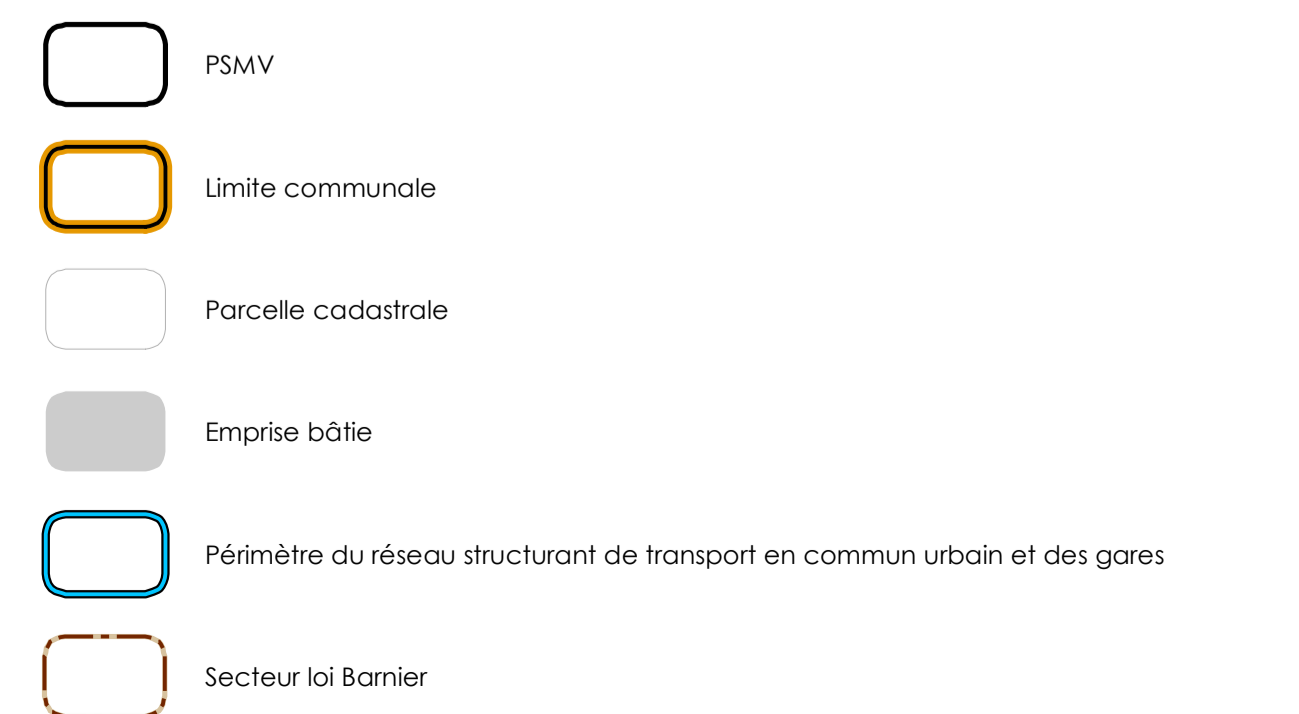 PSMV
Limite communale
Parcelle cadastrale
Emprise bâtie
Périmètre du réseau structurant de transport en commun urbain et des gares
Secteur loi Barnier